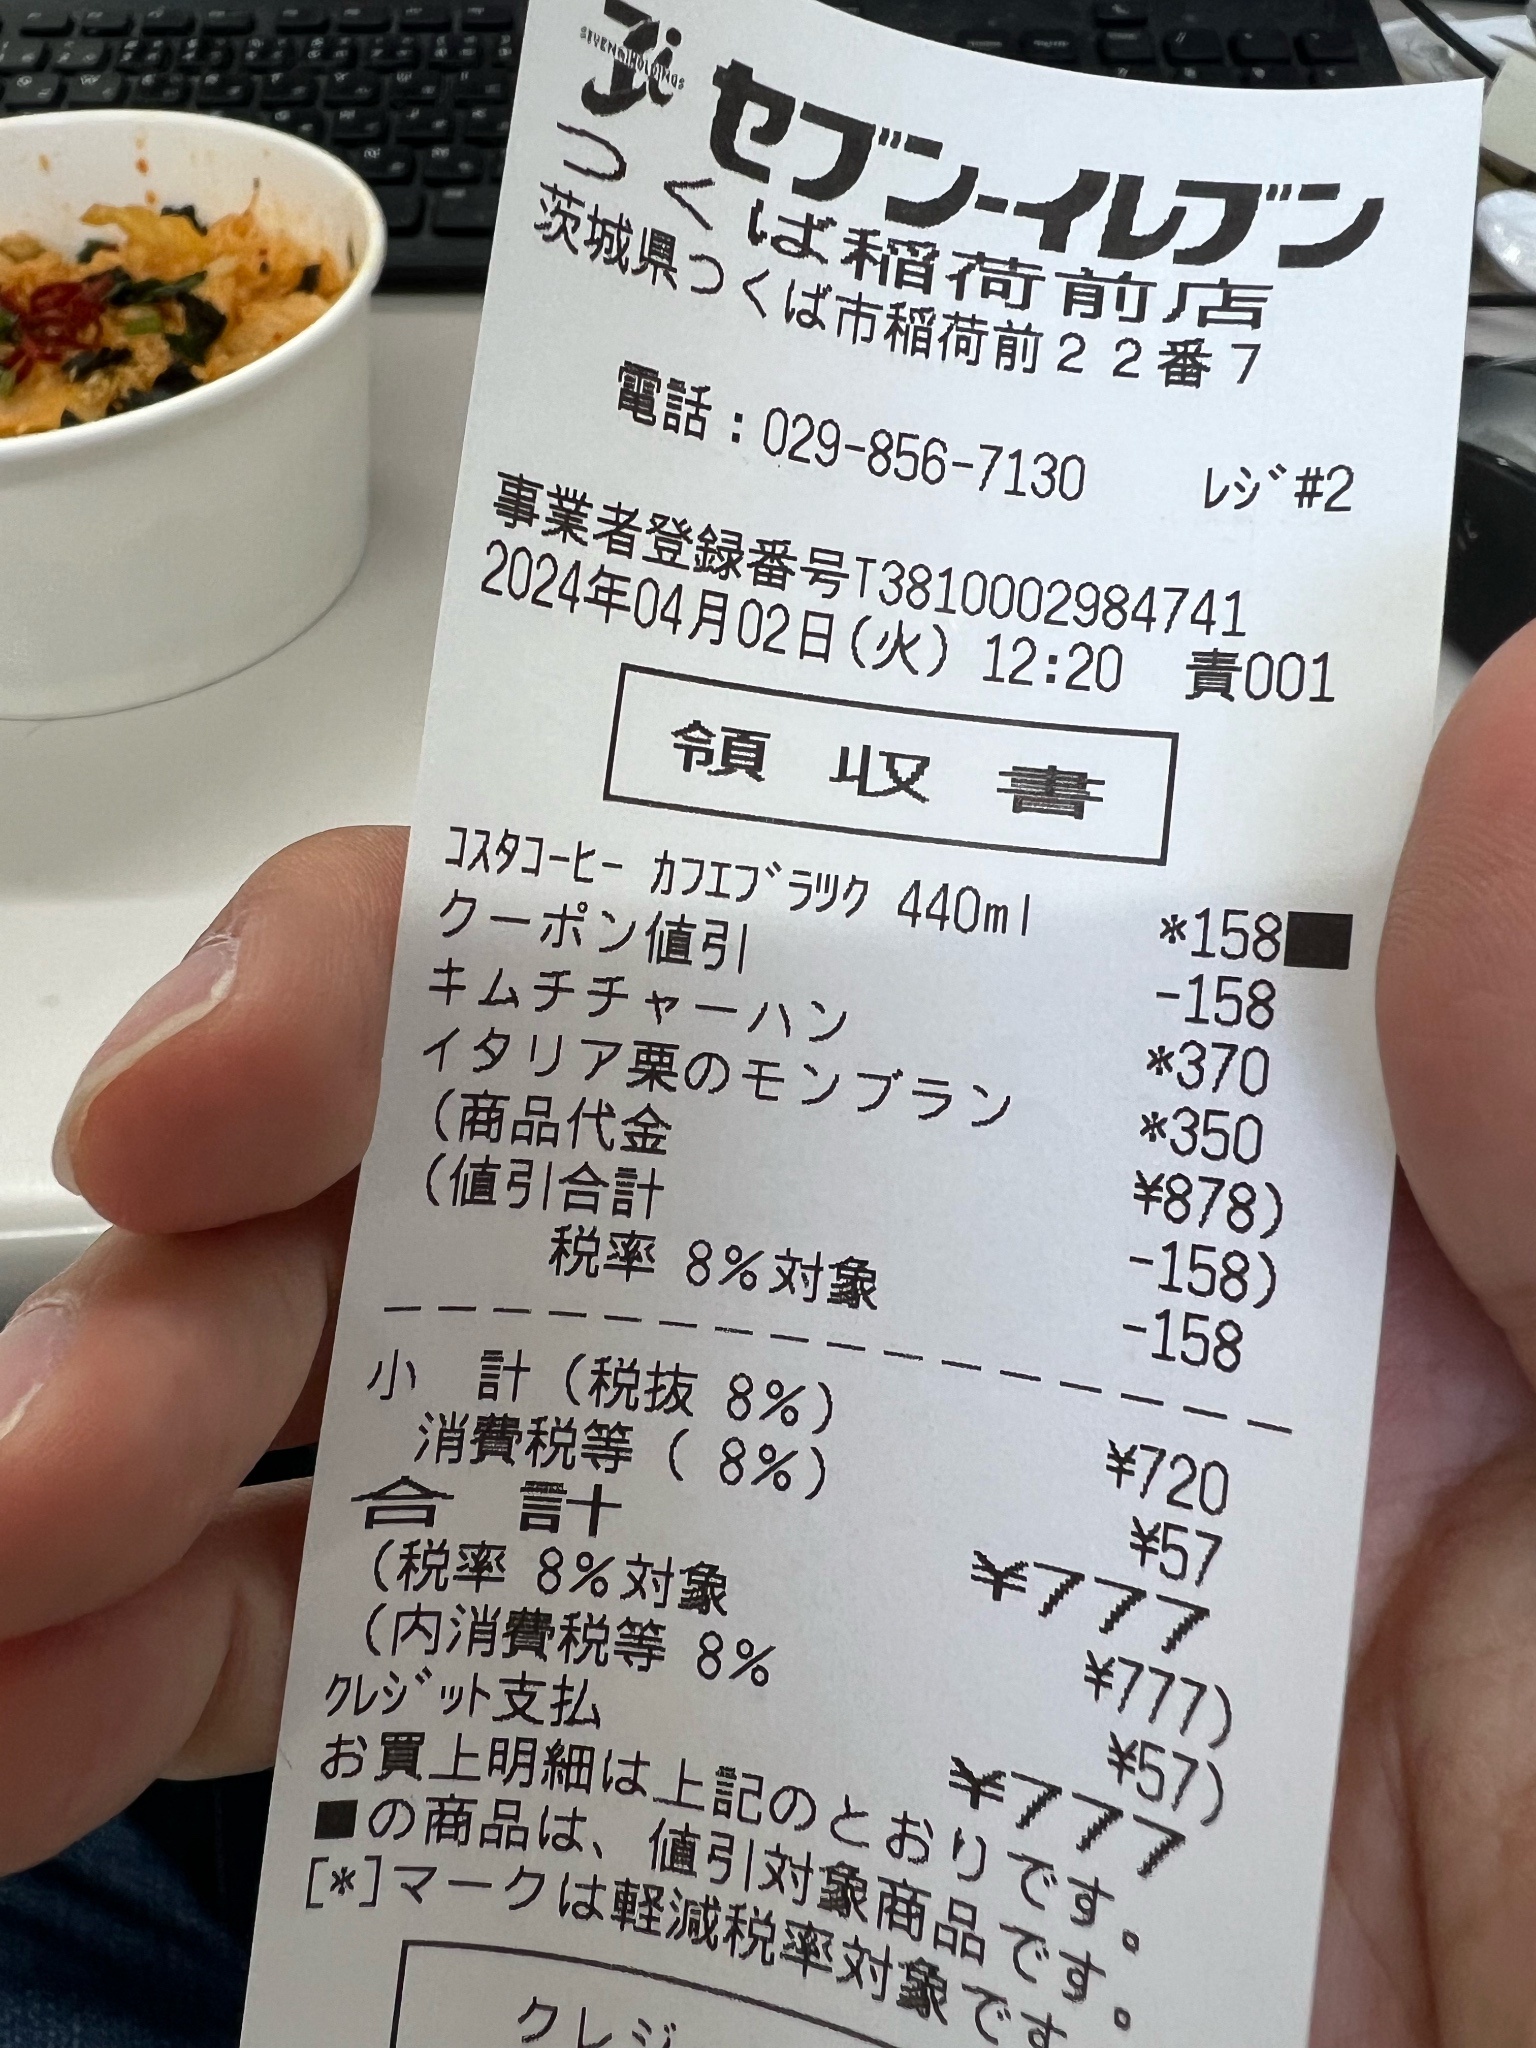 SEVEN&i HOLDINGS
セブン-イレブン
つくば稲荷前店
茨城県つくば市稲荷前22番7
電話:029-856-7130 レジ#2
事業者登録番号T3810002984741
2024年04月02日(火) 12:20 責001
領収書
コスタコーヒー カフェブラック 440ml *158■
クーポン値引 -158
キムチチャーハン *370
イタリア栗のモンブラン *350
(商品代金 ¥878)
(値引合計 -158)
税率 8%対象 -158
小 計(税抜 8%) ¥720
消費税等( 8%) ¥57
合 計 ¥777
(税率 8%対象 ¥777)
(内消費税等 8% ¥57)
クレジット支払 ¥777
お買上明細は上記のとおりです。
■の商品は、値引対象商品です。
[*]マークは軽減税率対象です
クレジ